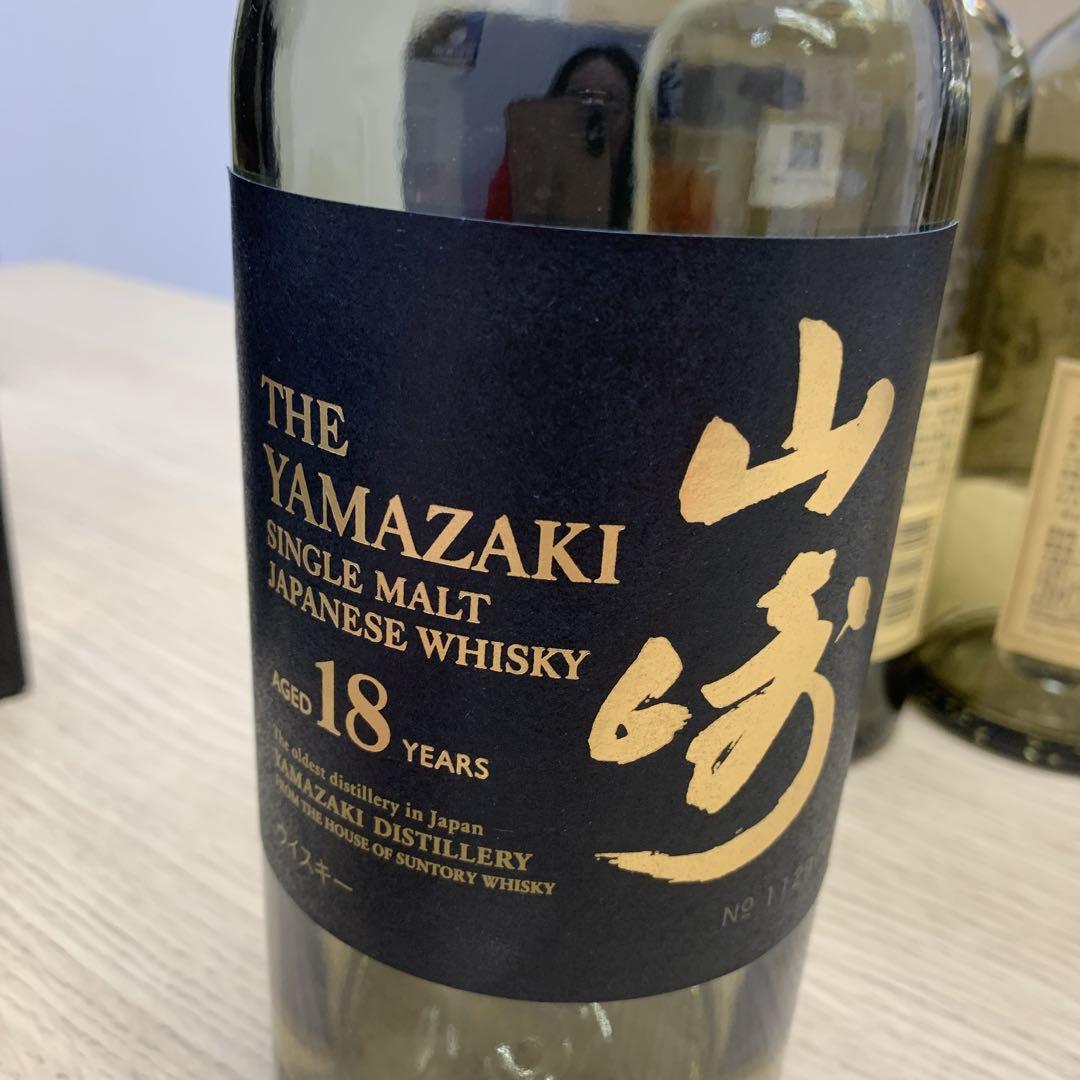 THE
YAMAZAKI
SINGLE MALT
JAPANESE WHISKY
AGED 18 YEARS
The oldest distillery in Japan
YAMAZAKI DISTILLERY
FROM THE HOUSE OF SUNTORY WHISKY
ウイスキー
山崎
№